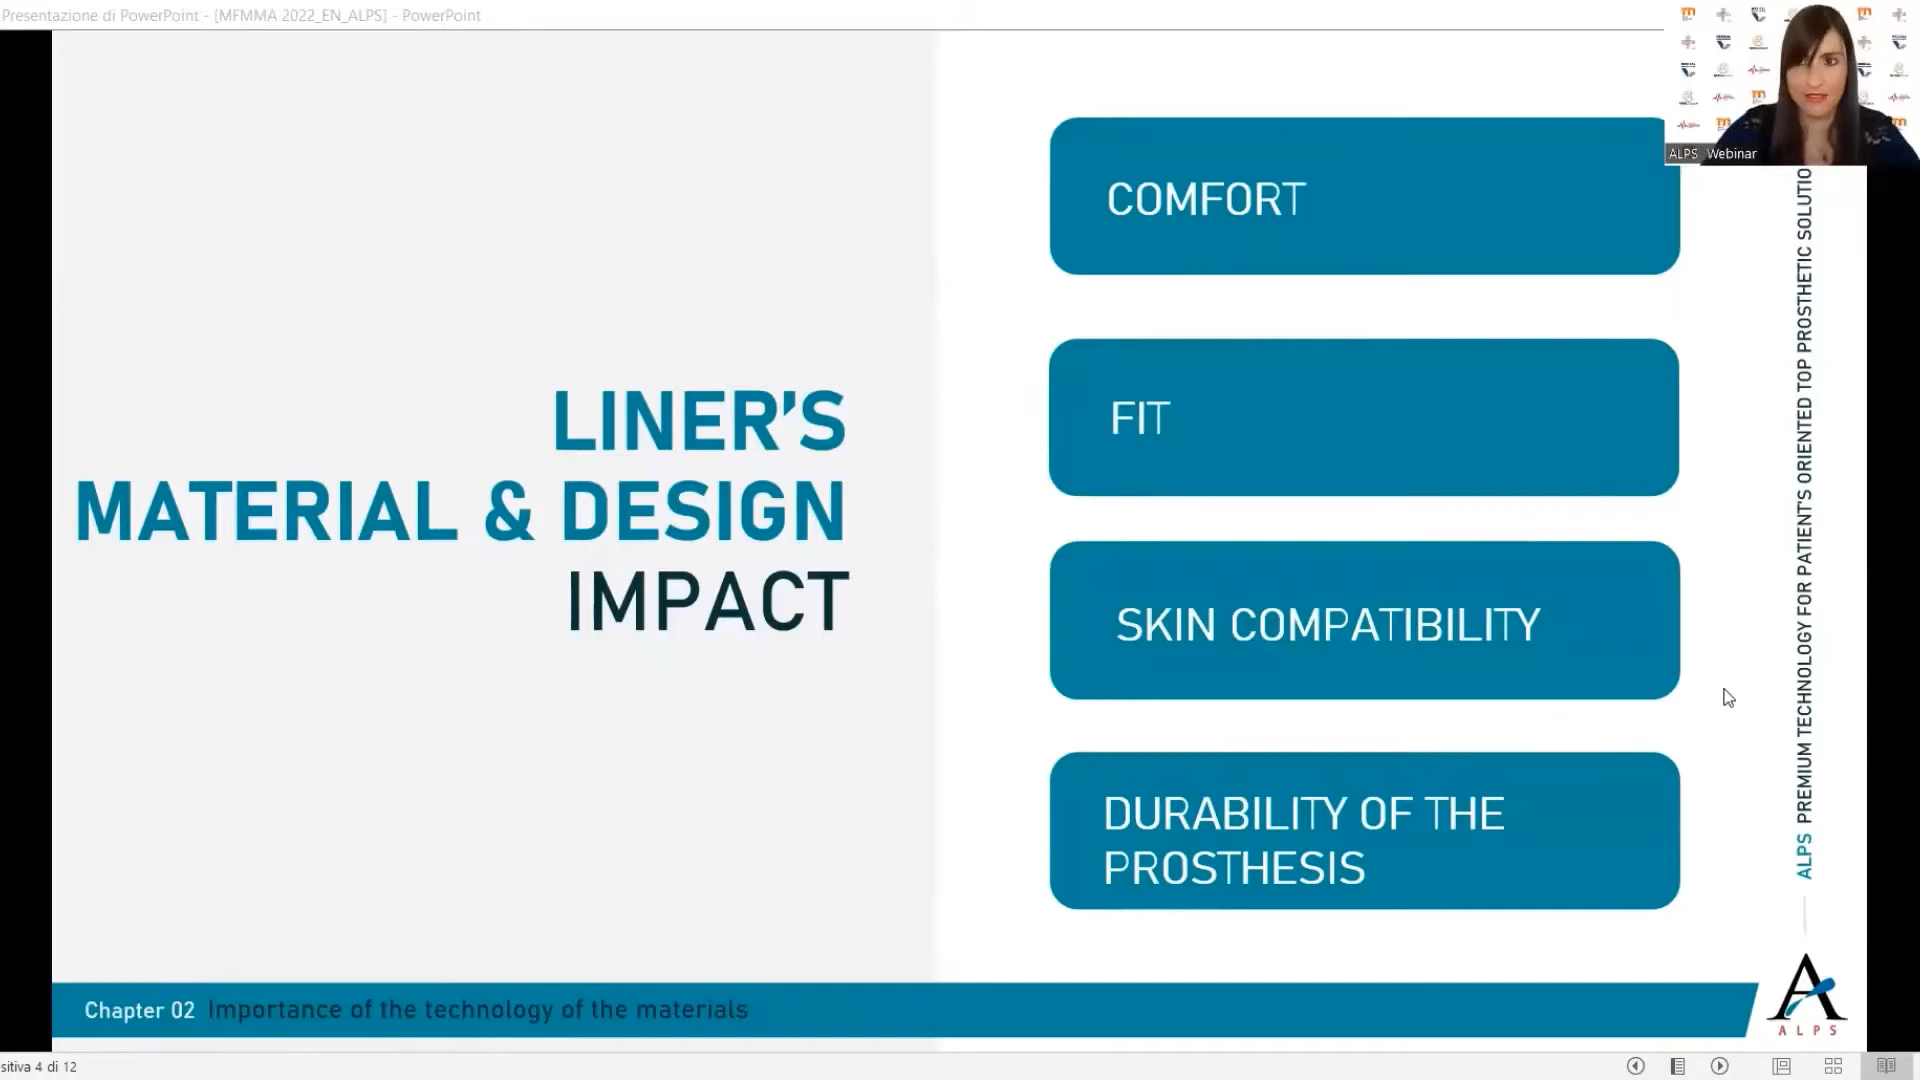 Presentazione di PowerPoint - [MFMMA 2022_EN_ALPS] - PowerPoint
ALPS Webinar
LINER'S
MATERIAL & DESIGN
IMPACT
COMFORT
FIT
SKIN COMPATIBILITY
DURABILITY OF THE
PROSTHESIS
ALPS PREMIUM TECHNOLOGY FOR PATIENT'S ORIENTED TOP PROSTHETIC SOLUTIO
Chapter 02 Importance of the technology of the materials
ALPS
sitiva 4 di 12